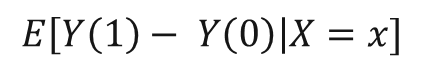 E[Y(1) − Y(0)|X = x]